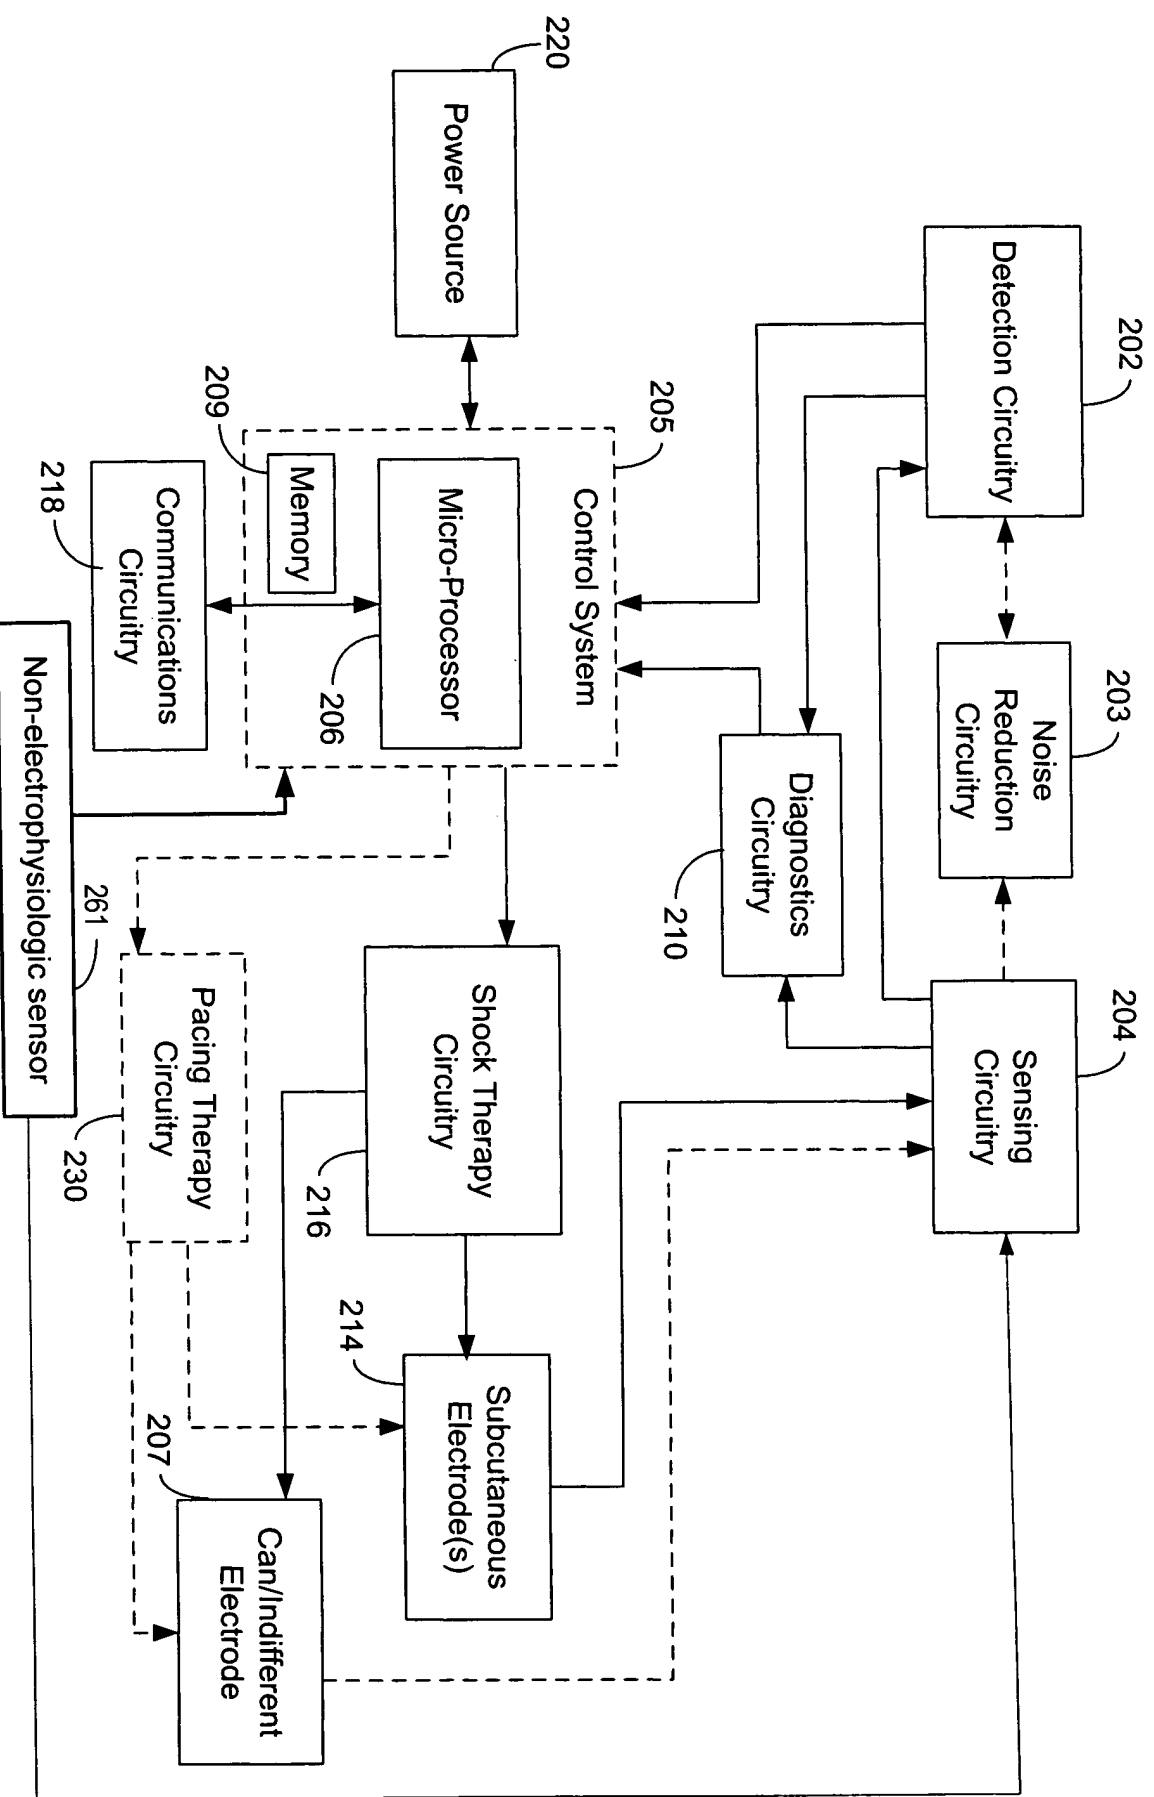 202
Detection Circuitry
203
Noise
Reduction
Circuitry
204
Sensing
Circuitry
Diagnostics
Circuitry
210
220
Power Source
205
Control System
Micro-Processor
206
209
Memory
Communications
Circuitry
218
Shock Therapy
Circuitry
216
Subcutaneous
Electrode(s)
214
Pacing Therapy
Circuitry
230
207
Can/Indifferent
Electrode
261
Non-electrophysiologic sensor